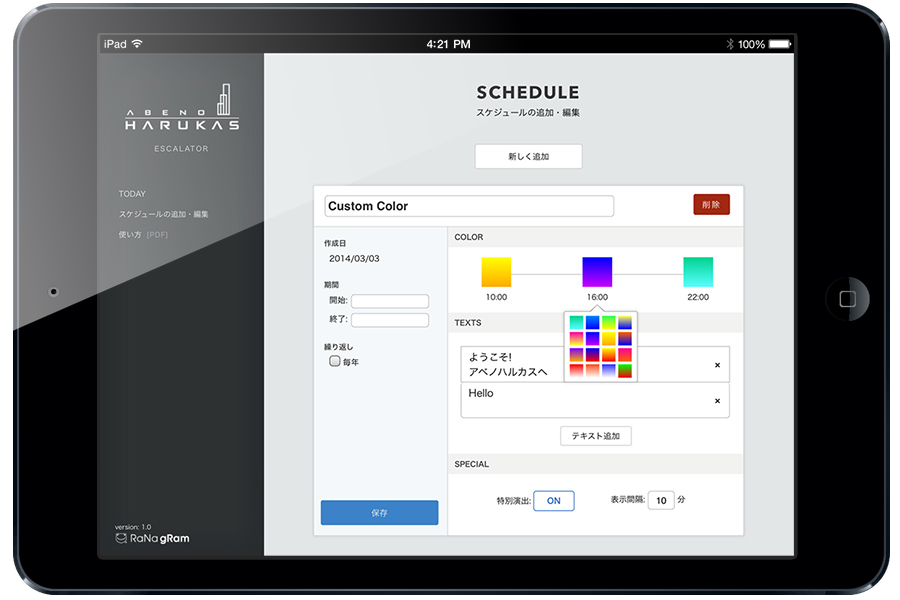 iPad
4:21 PM
100%
ABENO
HARUKAS
ESCALATOR
TODAY
スケジュールの追加・編集
使い方 [PDF]
version: 1.0
RaNa gRam
SCHEDULE
スケジュールの追加・編集
新しく追加
Custom Color
削除
作成日
2014/03/03
期間
開始:
終了:
繰り返し
毎年
保存
COLOR
10:00
16:00
22:00
TEXTS
ようこそ!
アベノハルカスへ
×
Hello
×
テキスト追加
SPECIAL
特別演出: ON
表示間隔: 10 分